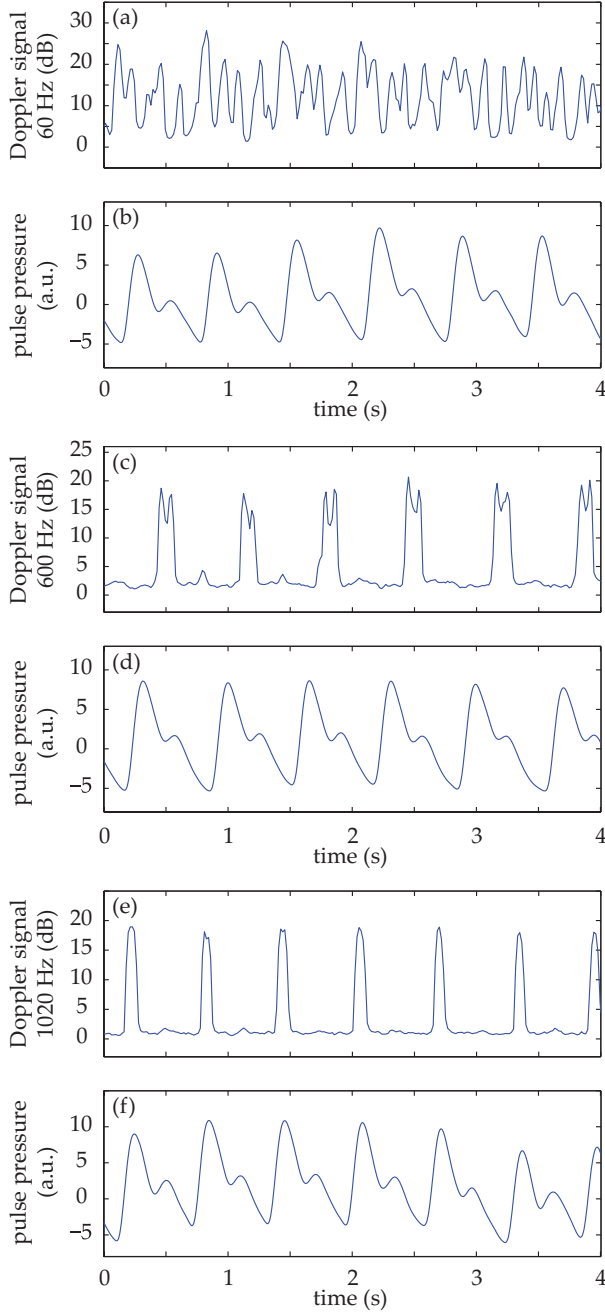 (a)
Doppler signal
60 Hz (dB)
30
20
10
0
(b)
pulse pressure
(a.u.)
10
5
0
−5
0 1 2 3 4
time (s)
(c)
Doppler signal
600 Hz (dB)
25
20
15
10
5
0
(d)
pulse pressure
(a.u.)
10
5
0
−5
0 1 2 3 4
time (s)
(e)
Doppler signal
1020 Hz (dB)
20
15
10
5
0
(f)
pulse pressure
(a.u.)
10
5
0
−5
0 1 2 3 4
time (s)